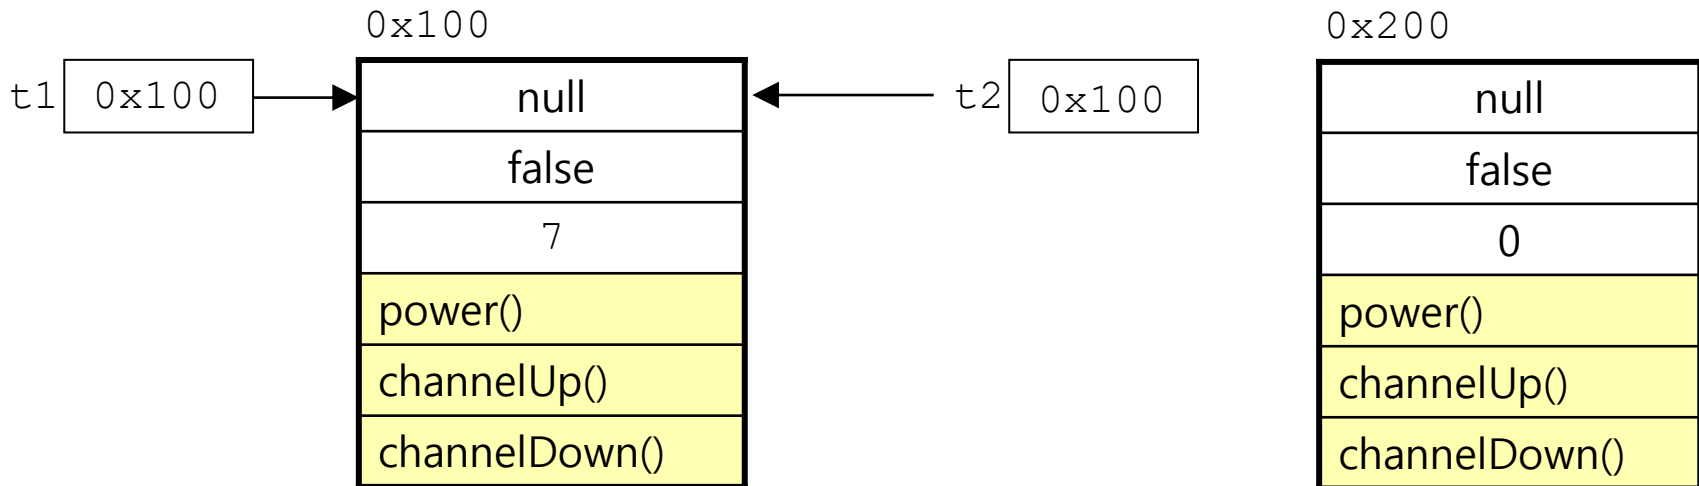 0x100
0x200
t1
0x100
null
t2
0x100
null
false
false
7
0
power()
power()
channelUp()
channelUp()
channelDown()
channelDown()